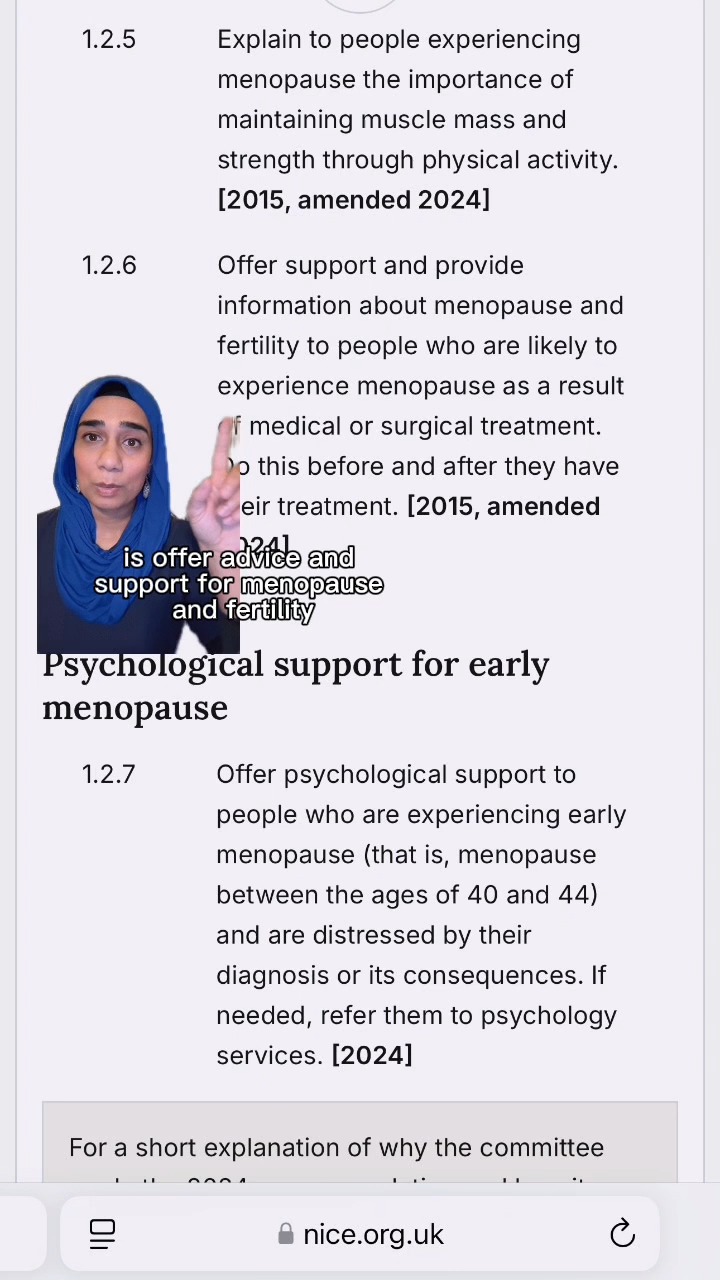 1.2.5 Explain to people experiencing
menopause the importance of
maintaining muscle mass and
strength through physical activity.
[2015, amended 2024]
1.2.6 Offer support and provide
information about menopause and
fertility to people who are likely to
experience menopause as a result
of medical or surgical treatment.
Do this before and after they have
their treatment. [2015, amended
2024]
is offer advice and
support for menopause
and fertility
Psychological support for early
menopause
1.2.7 Offer psychological support to
people who are experiencing early
menopause (that is, menopause
between the ages of 40 and 44)
and are distressed by their
diagnosis or its consequences. If
needed, refer them to psychology
services. [2024]
For a short explanation of why the committee
nice.org.uk